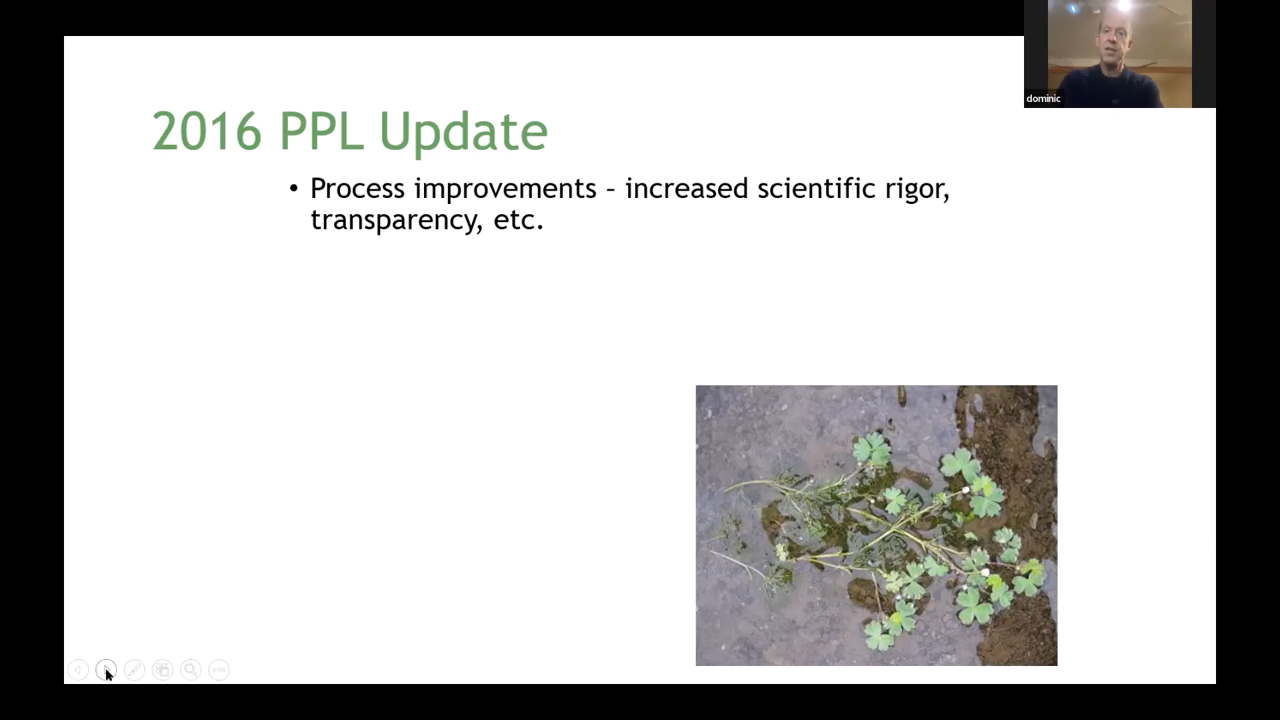 dominic
2016 PPL Update
• Process improvements – increased scientific rigor,
transparency, etc.